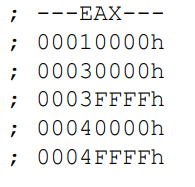 ; ---EAX---
; 00010000h
; 00030000h
; 0003FFFFh
; 00040000h
; 0004FFFFh